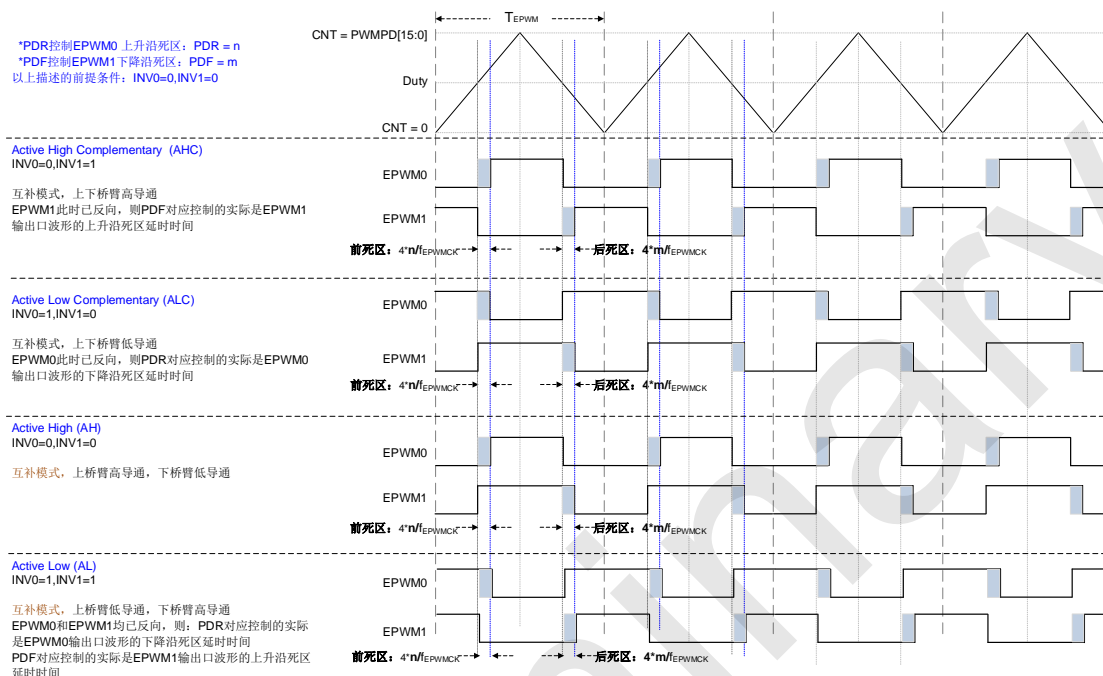 T EPWM
CNT = PWMPD[15:0]
*PDR控制EPWM0 上升沿死区：PDR = n
*PDF控制EPWM1下降沿死区：PDF = m
以上描述的前提条件：INV0=0,INV1=0
Duty
CNT = 0
Active High Complementary (AHC)
INV0=0,INV1=1
互补模式，上下桥臂高导通
EPWM1此时已反向，则PDF对应控制的实际是EPWM1
输出口波形的上升沿死区延时时间
EPWM0
EPWM1
前死区：4*n/fEPWMCK
后死区：4*m/fEPWMCK
Active Low Complementary (ALC)
INV0=1,INV1=0
互补模式，上下桥臂低导通
EPWM0此时已反向，则PDR对应控制的实际是EPWM0
输出口波形的下降沿死区延时时间
EPWM0
EPWM1
前死区：4*n/fEPWMCK
后死区：4*m/fEPWMCK
Active High (AH)
INV0=0,INV1=0
互补模式，上桥臂高导通，下桥臂低导通
EPWM0
EPWM1
前死区：4*n/fEPWMCK
后死区：4*m/fEPWMCK
Active Low (AL)
INV0=1,INV1=1
互补模式，上桥臂低导通，下桥臂高导通
EPWM0和EPWM1均已反向，则：PDR对应控制的实际
是EPWM0输出口波形的下降沿死区延时时间
PDF对应控制的实际是EPWM1输出口波形的上升沿死区
延时时间
EPWM0
EPWM1
前死区：4*n/fEPWMCK
后死区：4*m/fEPWMCK
inary